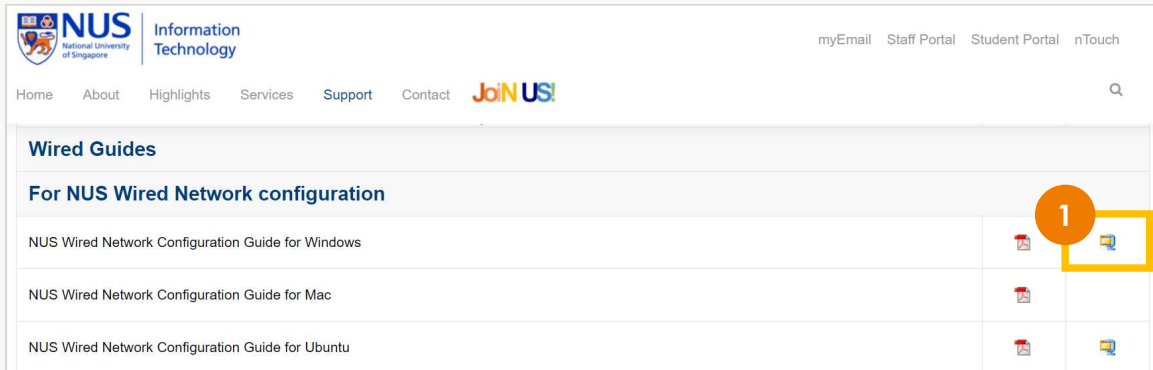 NUS
National University
of Singapore
Information
Technology
myEmail Staff Portal Student Portal nTouch
Home About Highlights Services Support Contact JoiN US!
Wired Guides
For NUS Wired Network configuration
1
NUS Wired Network Configuration Guide for Windows
NUS Wired Network Configuration Guide for Mac
NUS Wired Network Configuration Guide for Ubuntu